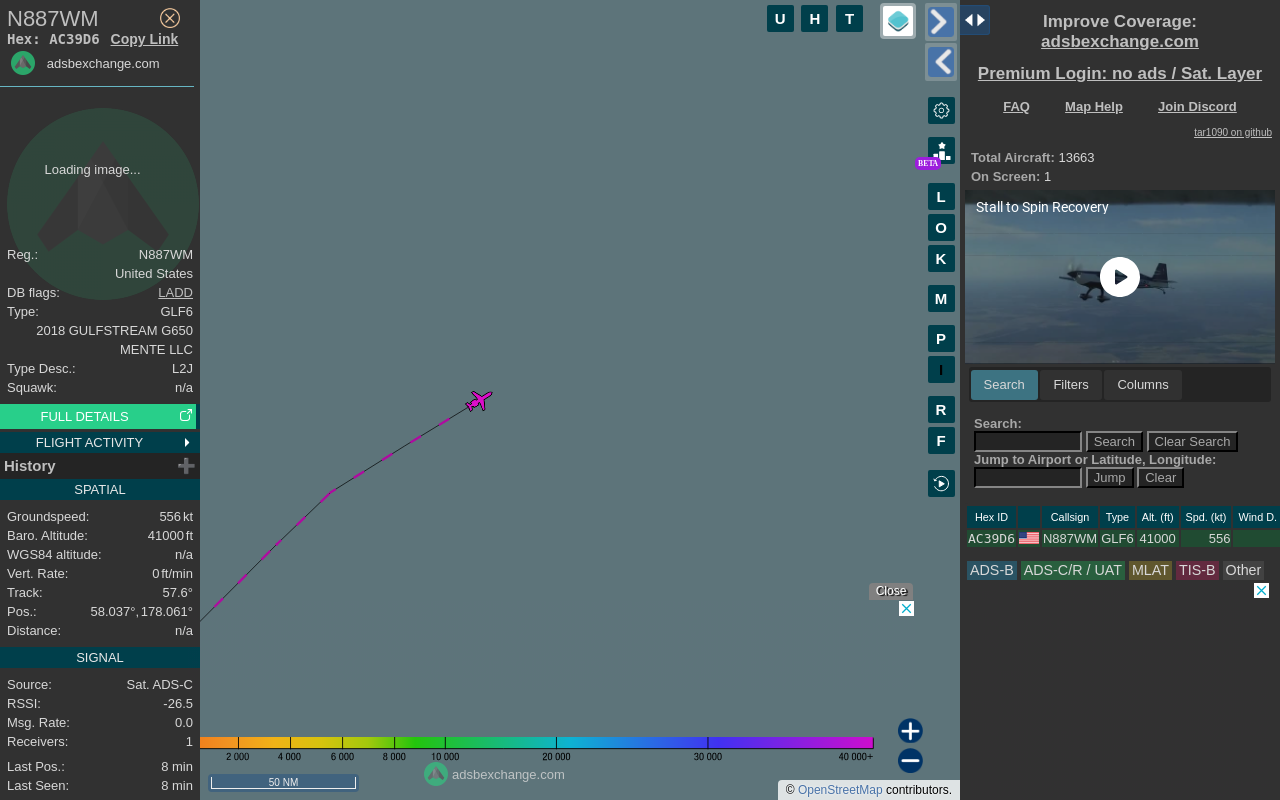 N887WM
Hex: AC39D6 Copy Link
adsbexchange.com
Loading image...
Reg.: N887WM
United States
DB flags: LADD
Type: GLF6
2018 GULFSTREAM G650
MENTE LLC
Type Desc.: L2J
Squawk: n/a
FULL DETAILS
FLIGHT ACTIVITY
History
SPATIAL
Groundspeed: 556 kt
Baro. Altitude: 41000 ft
WGS84 altitude: n/a
Vert. Rate: 0 ft/min
Track: 57.6°
Pos.: 58.037°, 178.061°
Distance: n/a
SIGNAL
Source: Sat. ADS-C
RSSI: -26.5
Msg. Rate: 0.0
Receivers: 1
Last Pos.: 8 min
Last Seen: 8 min
U H T
BETA
L
O
K
M
P
I
R
F
Close
2 000 4 000 6 000 8 000 10 000 20 000 30 000 40 000+
50 NM
adsbexchange.com
© OpenStreetMap contributors.
Improve Coverage:
adsbexchange.com
Premium Login: no ads / Sat. Layer
FAQ Map Help Join Discord
tar1090 on github
Total Aircraft: 13663
On Screen: 1
Stall to Spin Recovery
Search Filters Columns
Search:
Search Clear Search
Jump to Airport or Latitude, Longitude:
Jump Clear
Hex ID Callsign Type Alt. (ft) Spd. (kt) Wind D.
AC39D6 N887WM GLF6 41000 556
ADS-B ADS-C/R / UAT MLAT TIS-B Other